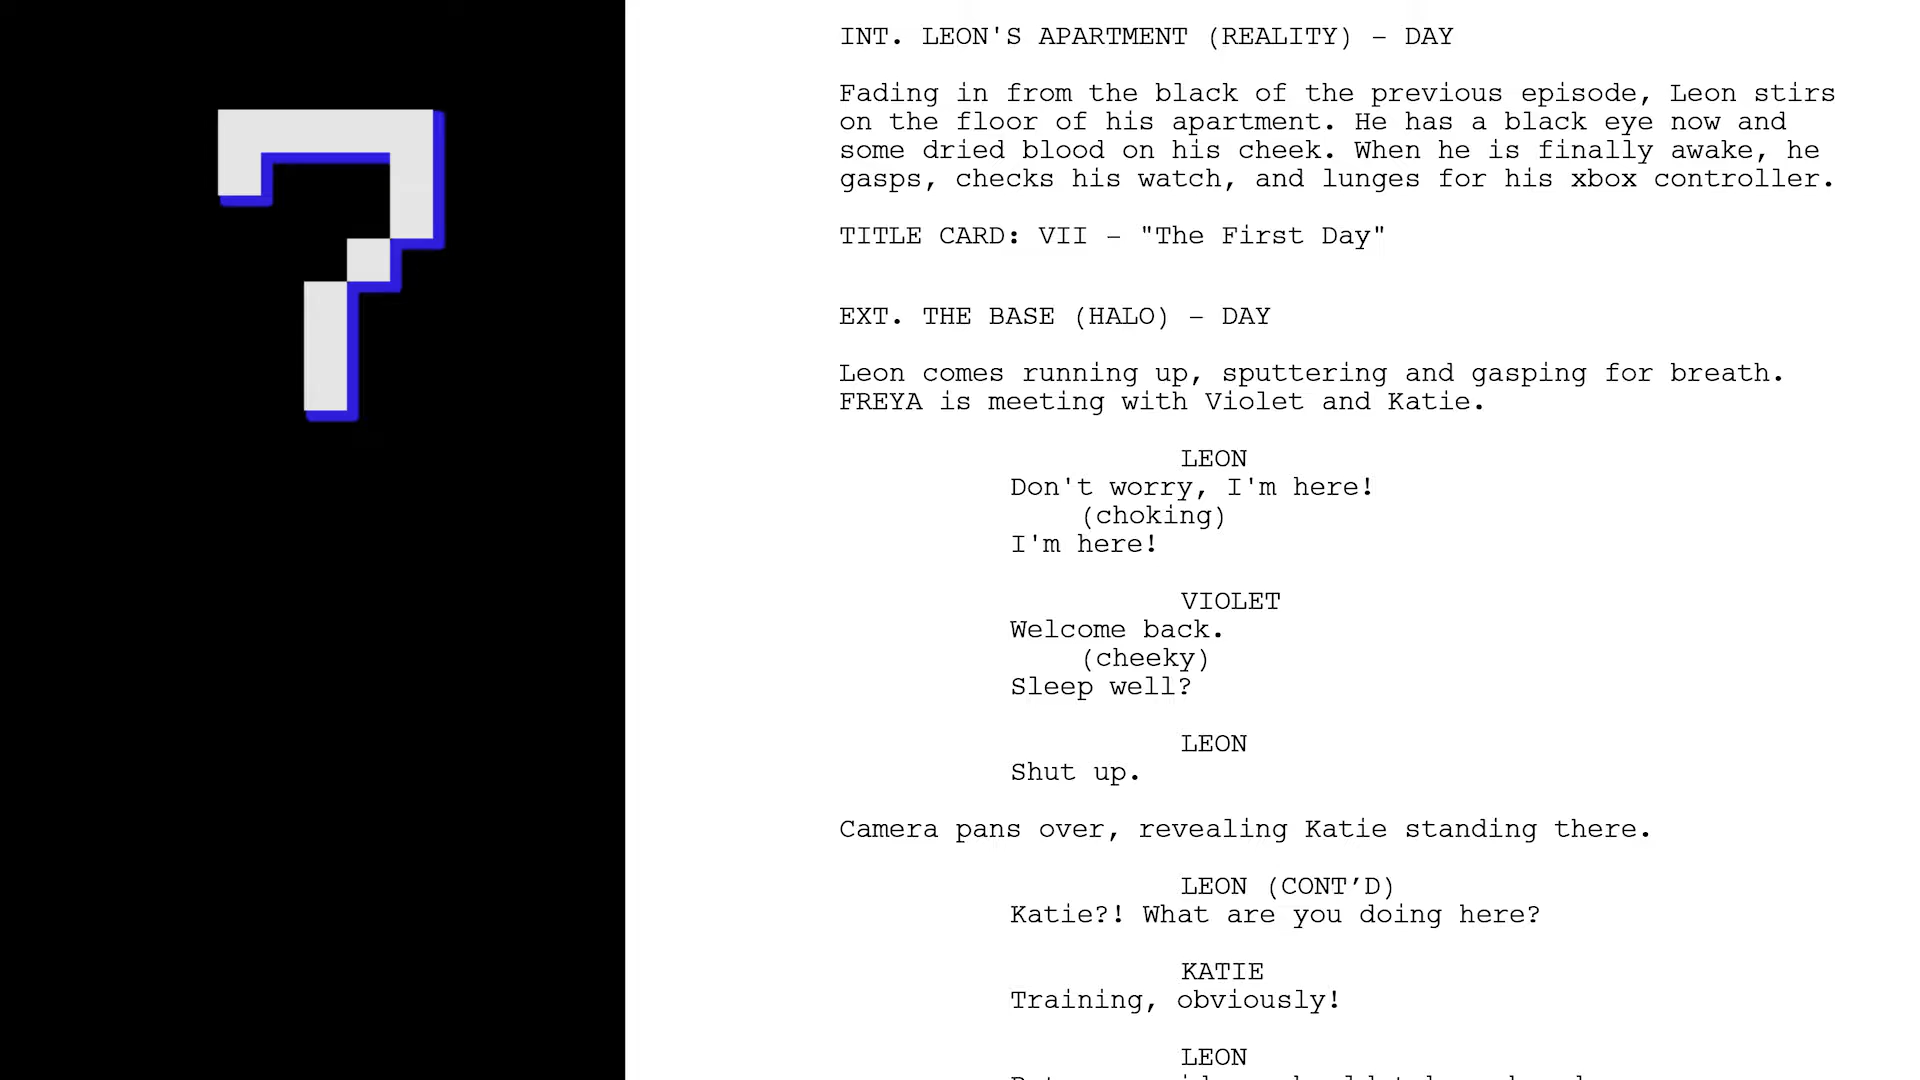 7
INT. LEON'S APARTMENT (REALITY) – DAY
Fading in from the black of the previous episode, Leon stirs
on the floor of his apartment. He has a black eye now and
some dried blood on his cheek. When he is finally awake, he
gasps, checks his watch, and lunges for his xbox controller.
TITLE CARD: VII – "The First Day"
EXT. THE BASE (HALO) – DAY
Leon comes running up, sputtering and gasping for breath.
FREYA is meeting with Violet and Katie.
LEON
Don't worry, I'm here!
(choking)
I'm here!
VIOLET
Welcome back.
(cheeky)
Sleep well?
LEON
Shut up.
Camera pans over, revealing Katie standing there.
LEON (CONT’D)
Katie?! What are you doing here?
KATIE
Training, obviously!
LEON